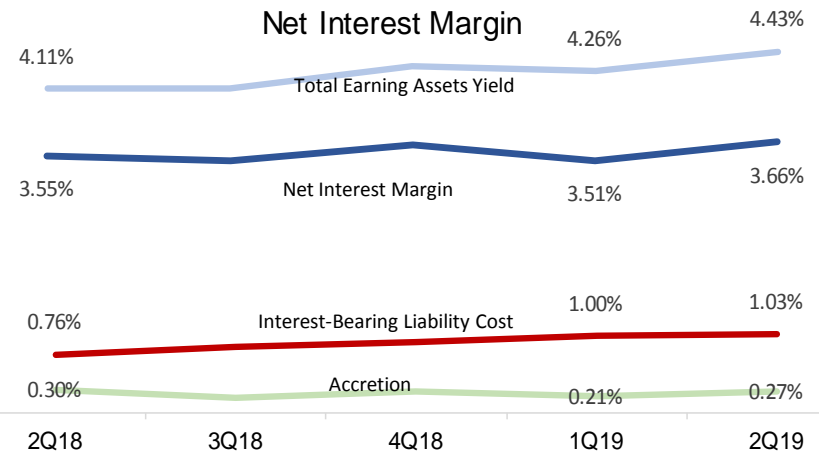 Net Interest Margin
4.11%
4.26%
4.43%
Total Earning Assets Yield
3.55%
Net Interest Margin
3.51%
3.66%
0.76%
Interest-Bearing Liability Cost
1.00%
1.03%
0.30%
Accretion
0.21%
0.27%
2Q18 3Q18 4Q18 1Q19 2Q19